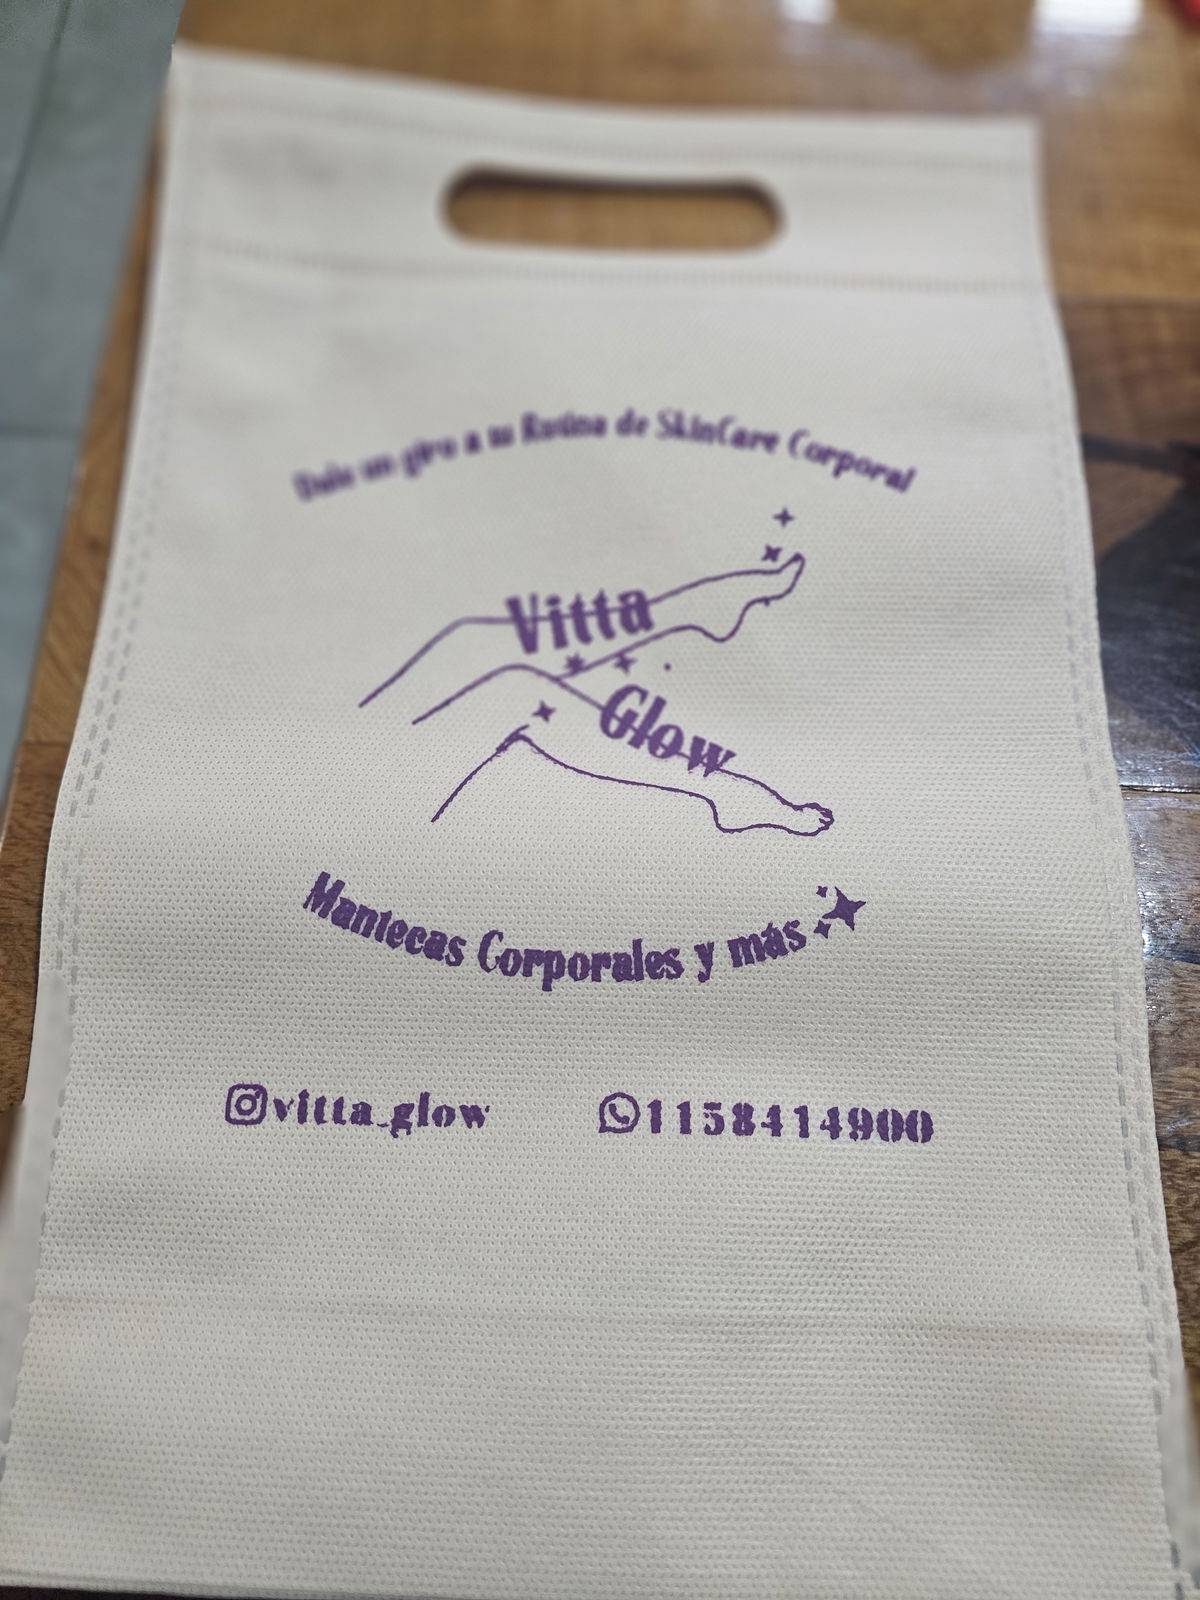 Dale un giro a tu Rutina de SkinCare Corporal
Vitta
Glow
Mantecas Corporales y más
vitta_glow
1158414900